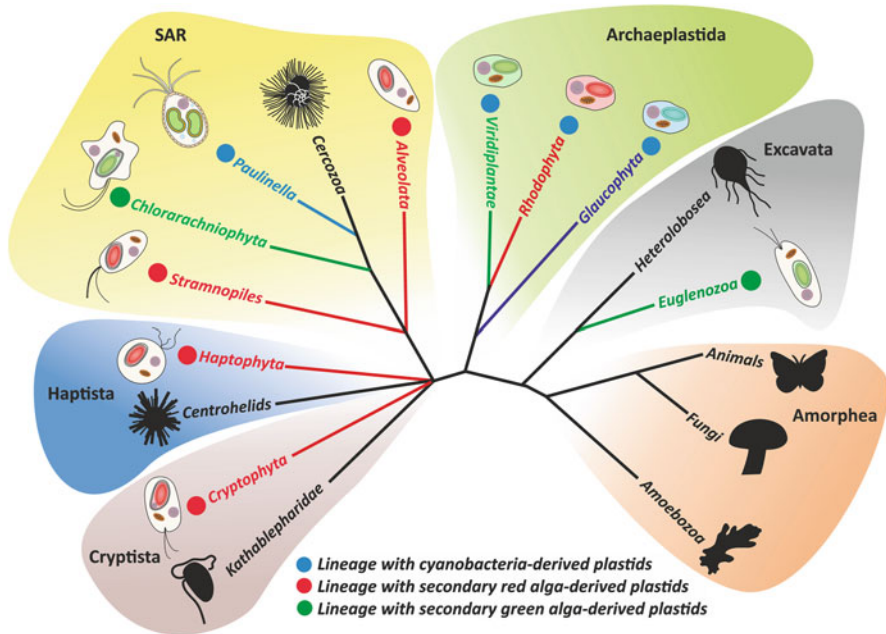 SAR
Archaeplastida
Cercozoa
Alveolata
Viridiplantae
Rhodophyta
Glaucophyta
Excavata
Paulinella
Heterolobosea
Chlorarachniophyta
Euglenozoa
Stramnopiles
Haptophyta
Haptista
Centrohelids
Animals
Fungi
Amorphea
Amoebozoa
Cryptophyta
Cryptista
Kathablepharidae
Lineage with cyanobacteria-derived plastids
Lineage with secondary red alga-derived plastids
Lineage with secondary green alga-derived plastids